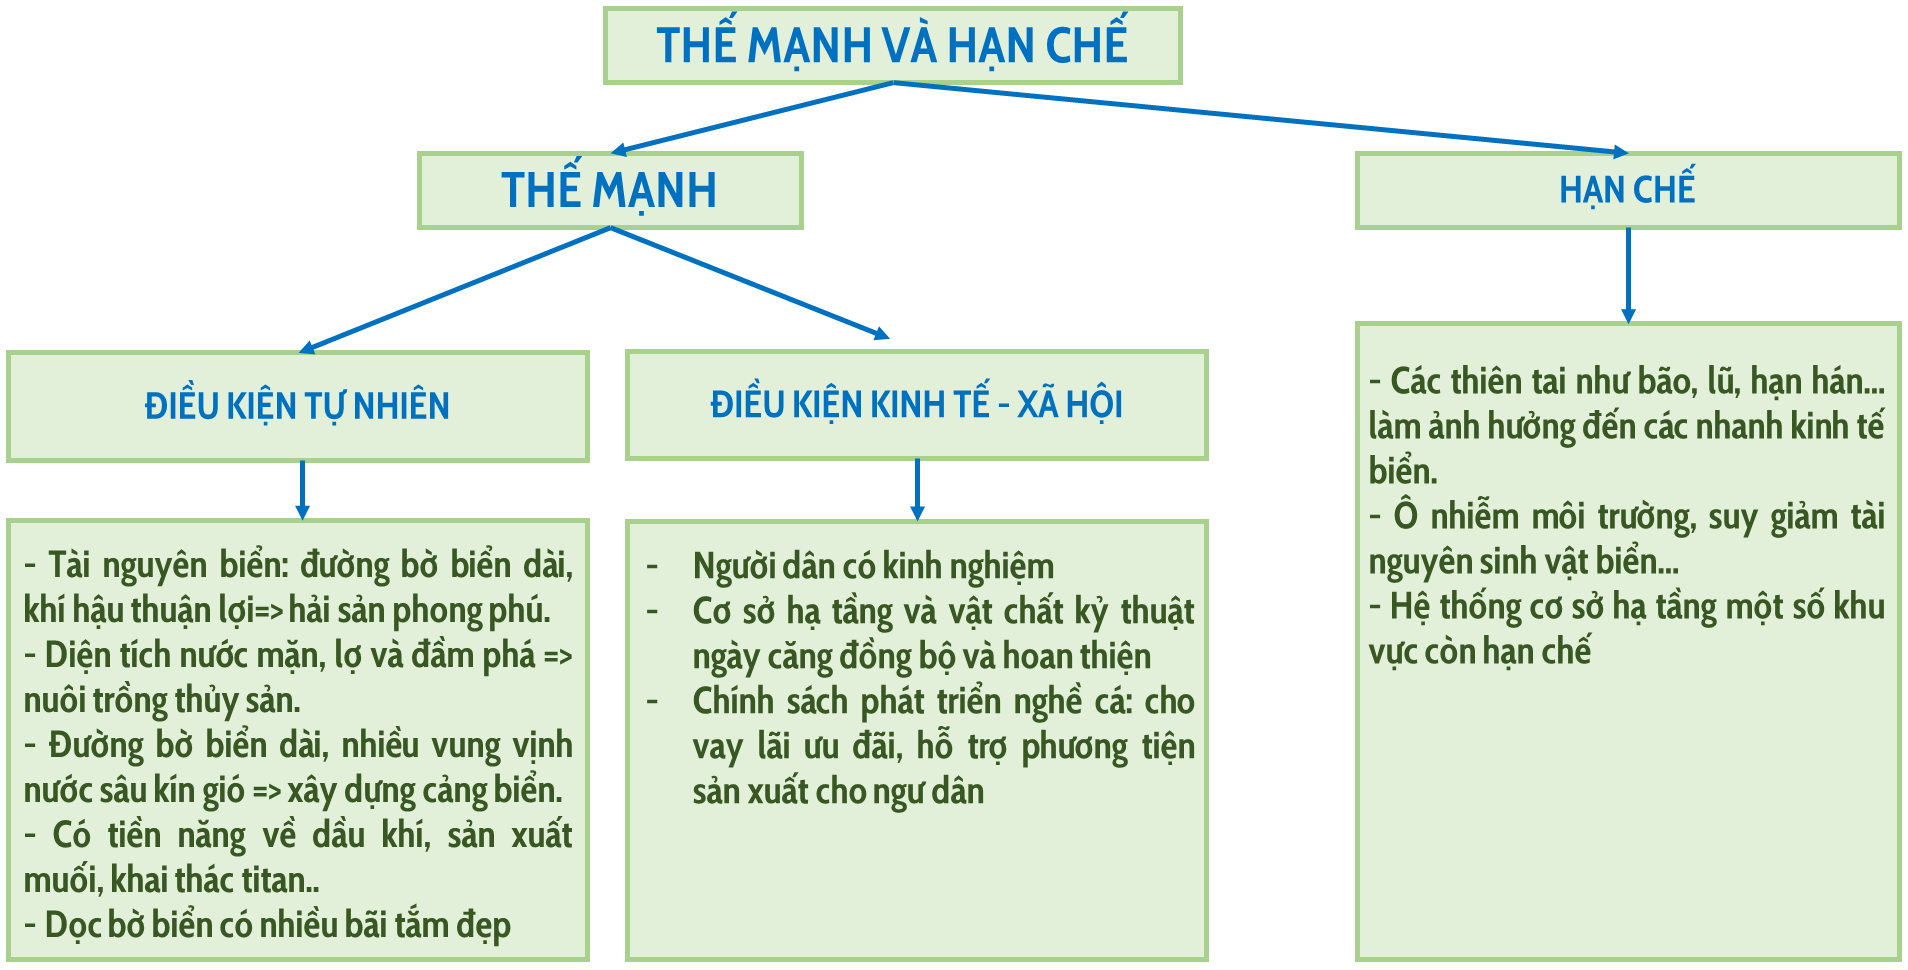 THẾ MẠNH VÀ HẠN CHẾ
THẾ MẠNH
HẠN CHẾ
ĐIỀU KIỆN TỰ NHIÊN
ĐIỀU KIỆN KINH TẾ - XÃ HỘI
- Tài nguyên biển: đường bờ biển dài,
khí hậu thuận lợi=> hải sản phong phú.
- Diện tích nước mặn, lợ và đầm phá =>
nuôi trồng thủy sản.
- Đường bờ biển dài, nhiều vung vịnh
nước sâu kín gió => xây dựng cảng biển.
- Có tiền năng về dầu khí, sản xuất
muối, khai thác titan..
- Dọc bờ biển có nhiều bãi tắm đẹp
- Người dân có kinh nghiệm
- Cơ sở hạ tầng và vật chất kỷ thuật
ngày căng đồng bộ và hoan thiện
- Chính sách phát triển nghề cá: cho
vay lãi ưu đãi, hỗ trợ phương tiện
sản xuất cho ngư dân
- Các thiên tai như bão, lũ, hạn hán...
làm ảnh hưởng đến các nhanh kinh tế
biển.
- Ô nhiễm môi trường, suy giảm tài
nguyên sinh vật biển...
- Hệ thống cơ sở hạ tầng một số khu
vực còn hạn chế